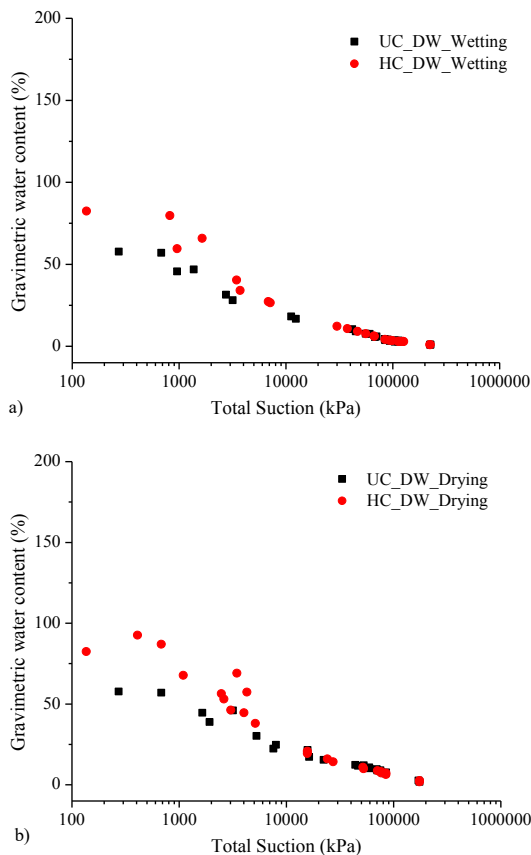 200
UC_DW_Wetting
HC_DW_Wetting
150
100
50
0
Gravimetric water content (%)
100 1000 10000 100000 1000000
a) Total Suction (kPa)
200
UC_DW_Drying
HC_DW_Drying
150
100
50
0
Gravimetric water content (%)
100 1000 10000 100000 1000000
b) Total Suction (kPa)